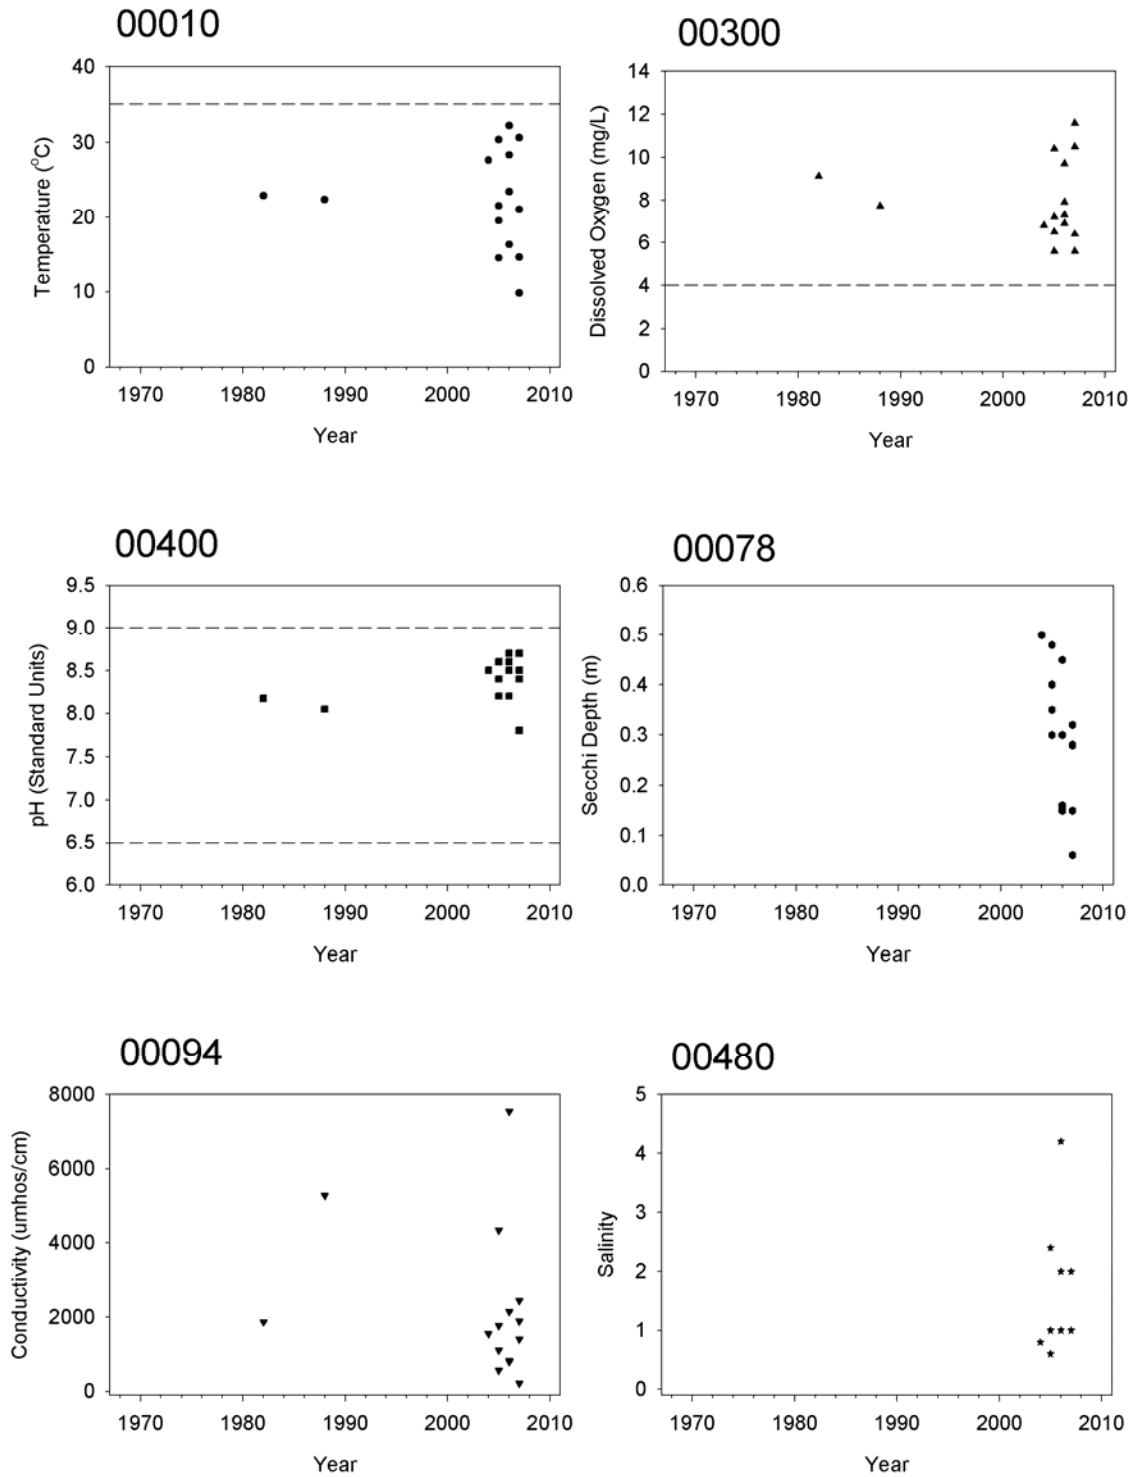 00010
40
30
20
10
0
Temperature (°C)
1970 1980 1990 2000 2010
Year
00300
14
12
10
8
6
4
2
0
Dissolved Oxygen (mg/L)
1970 1980 1990 2000 2010
Year
00400
9.5
9.0
8.5
8.0
7.5
7.0
6.5
6.0
pH (Standard Units)
1970 1980 1990 2000 2010
Year
00078
0.6
0.5
0.4
0.3
0.2
0.1
0.0
Secchi Depth (m)
1970 1980 1990 2000 2010
Year
00094
8000
6000
4000
2000
0
Conductivity (umhos/cm)
1970 1980 1990 2000 2010
Year
00480
5
4
3
2
1
0
Salinity
1970 1980 1990 2000 2010
Year